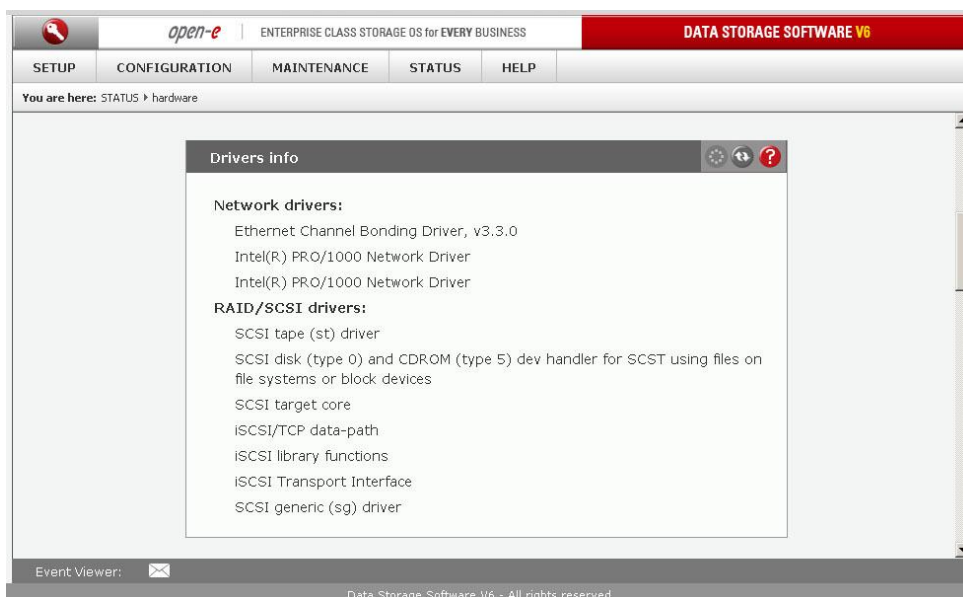 open-e ENTERPRISE CLASS STORAGE OS for EVERY BUSINESS DATA STORAGE SOFTWARE V6
SETUP CONFIGURATION MAINTENANCE STATUS HELP
You are here: STATUS hardware
Drivers info ?
Network drivers:
Ethernet Channel Bonding Driver, v3.3.0
Intel(R) PRO/1000 Network Driver
Intel(R) PRO/1000 Network Driver
RAID/SCSI drivers:
SCSI tape (st) driver
SCSI disk (type 0) and CDROM (type 5) dev handler for SCST using files on
file systems or block devices
SCSI target core
iSCSI/TCP data-path
iSCSI library functions
iSCSI Transport Interface
SCSI generic (sg) driver
Event Viewer:
Data Storage Software V6 - All rights reserved